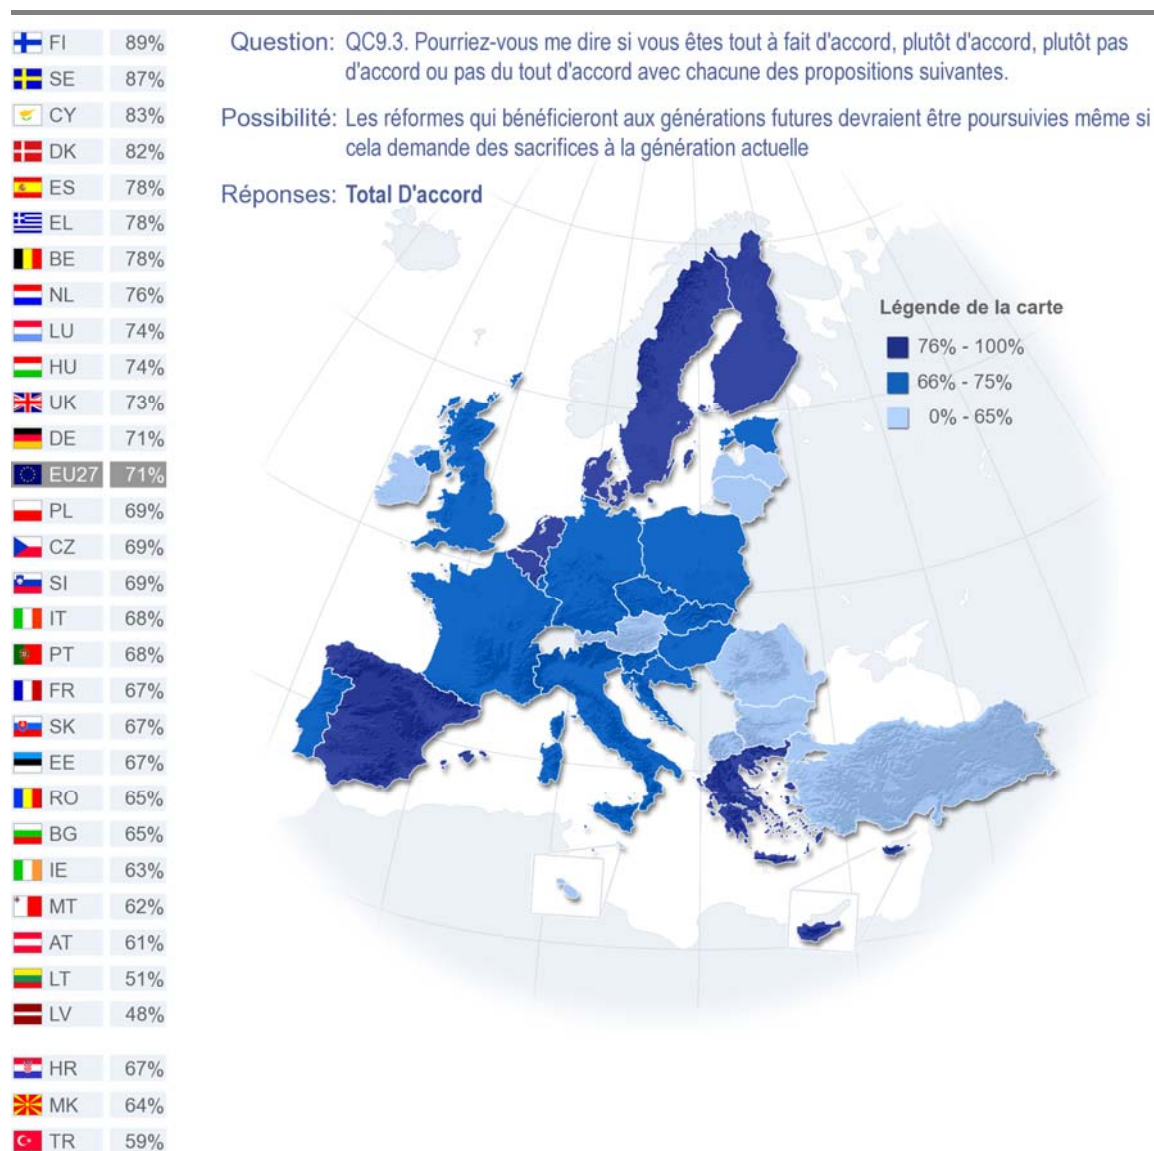 FI 89%
SE 87%
CY 83%
DK 82%
ES 78%
EL 78%
BE 78%
NL 76%
LU 74%
HU 74%
UK 73%
DE 71%
EU27 71%
PL 69%
CZ 69%
SI 69%
IT 68%
PT 68%
FR 67%
SK 67%
EE 67%
RO 65%
BG 65%
IE 63%
MT 62%
AT 61%
LT 51%
LV 48%
HR 67%
MK 64%
TR 59%
Question: QC9.3. Pourriez-vous me dire si vous êtes tout à fait d'accord, plutôt d'accord, plutôt pas
d'accord ou pas du tout d'accord avec chacune des propositions suivantes.
Possibilité: Les réformes qui bénéficieront aux générations futures devraient être poursuivies même si
cela demande des sacrifices à la génération actuelle
Réponses: Total D'accord
Légende de la carte
76% - 100%
66% - 75%
0% - 65%